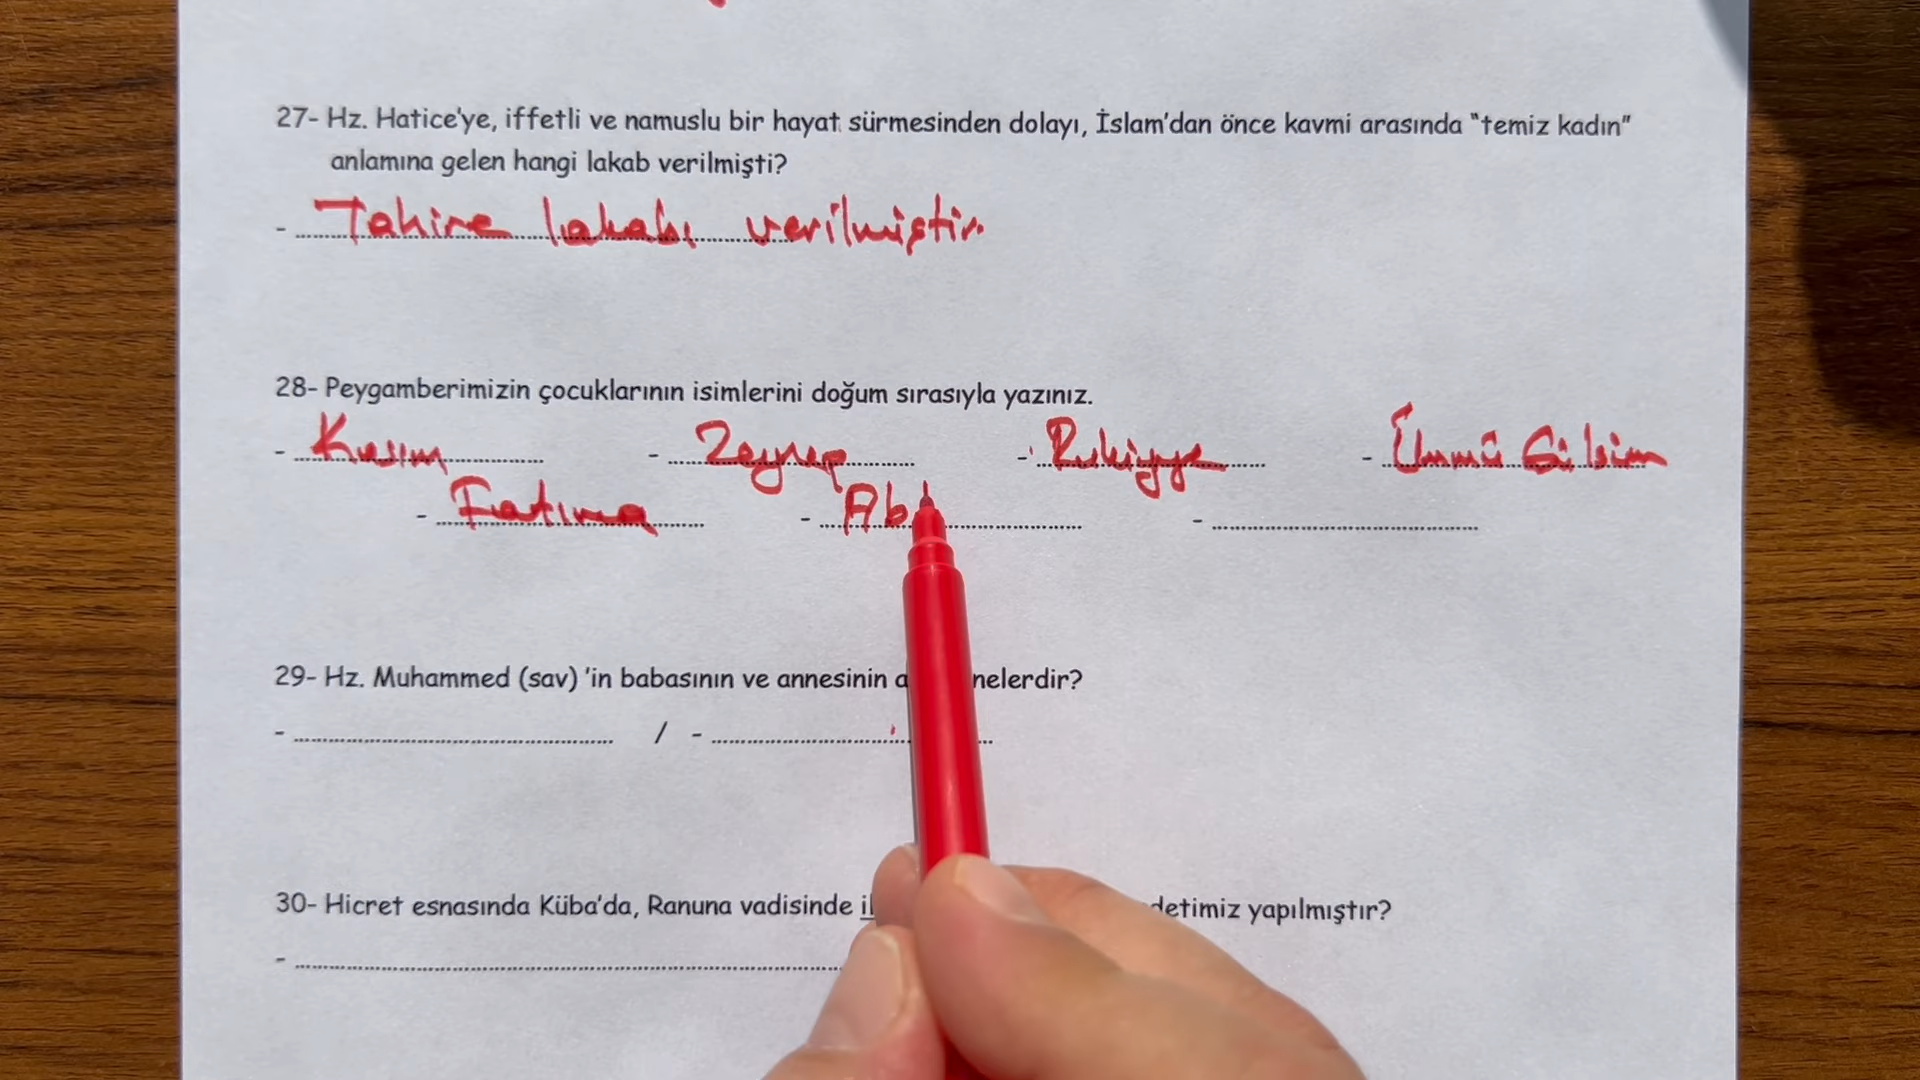 27- Hz. Hatice'ye, iffetli ve namuslu bir hayat sürmesinden dolayı, İslam'dan önce kavmi arasında "temiz kadın"
anlamına gelen hangi lakab verilmişti?
- Tahire lakabı verilmiştir.
28- Peygamberimizin çocuklarının isimlerini doğum sırasıyla yazınız.
- Kasım - Zeynep - Rukiyye - Ümmü Gülsüm
- Fatıma - Ab -
29- Hz. Muhammed (sav) 'in babasının ve annesinin nelerdir?
- / -
30- Hicret esnasında Küba'da, Ranuna vadisinde yapılmıştır?
-